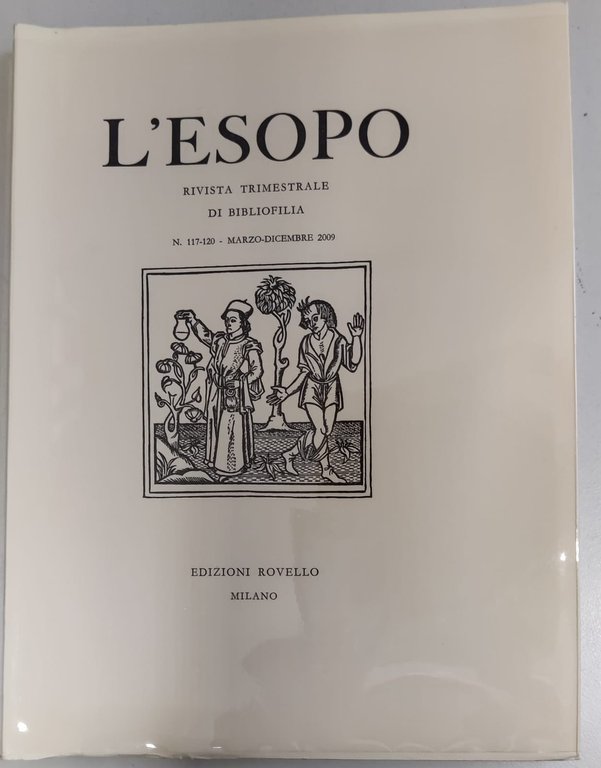 L'ESOPO
RIVISTA TRIMESTRALE
DI BIBLIOFILIA
N. 117-120 - MARZO-DICEMBRE 2009
EDIZIONI ROVELLO
MILANO